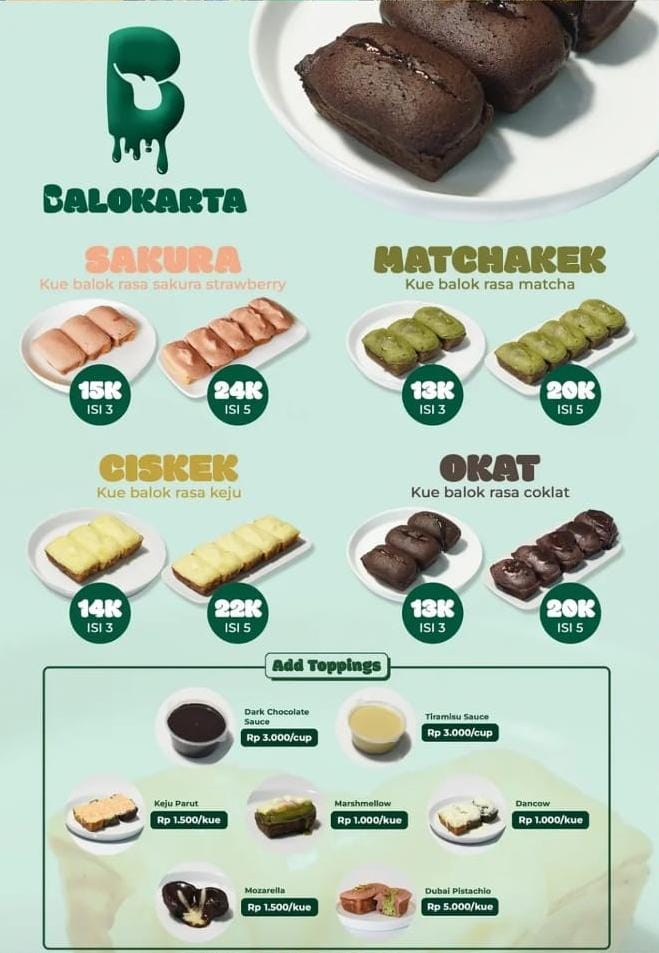 BALOKARTA
SAKURA
Kue balok rasa sakura strawberry
15K
ISI 3
24K
ISI 5
MATCHAKEK
Kue balok rasa matcha
13K
ISI 3
20K
ISI 5
CISKEK
Kue balok rasa keju
14K
ISI 3
22K
ISI 5
OKAT
Kue balok rasa coklat
13K
ISI 3
20K
ISI 5
Add Toppings
Dark Chocolate
Sauce
Rp 3.000/cup
Tiramisu Sauce
Rp 3.000/cup
Keju Parut
Rp 1.500/kue
Marshmellow
Rp 1.000/kue
Dancow
Rp 1.000/kue
Mozarella
Rp 1.500/kue
Dubai Pistachio
Rp 5.000/kue